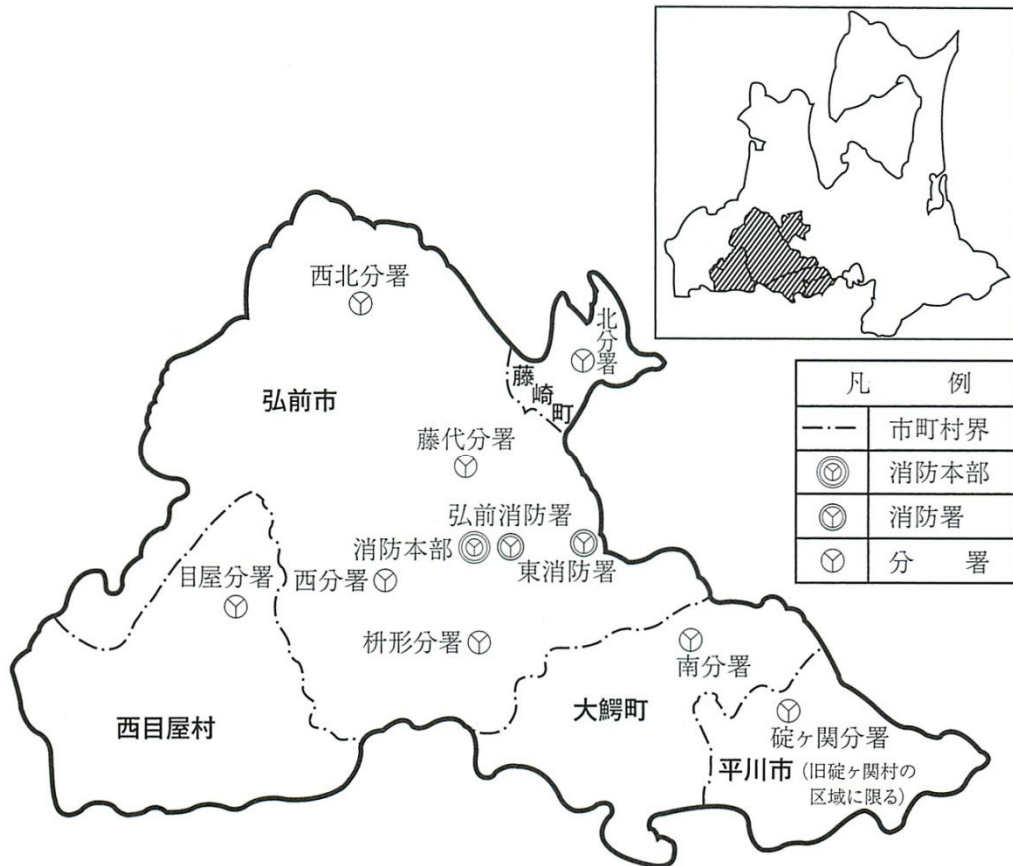 西北分署
北分署
藤崎町
弘前市
藤代分署
弘前消防署
消防本部
東消防署
目屋分署
西分署
枡形分署
南分署
西目屋村
大鰐町
碇ヶ関分署
平川市(旧碇ヶ関村の
区域に限る)
凡 例
市町村界
消防本部
消防署
分 署